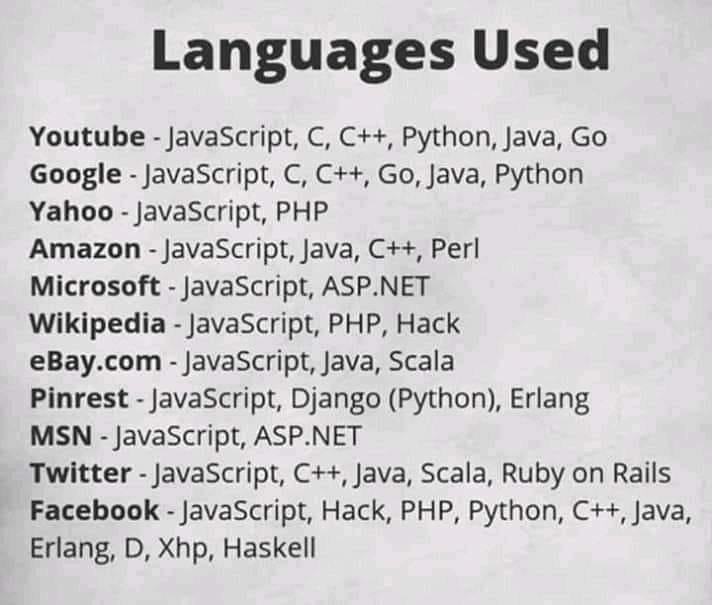 Languages Used
Youtube - JavaScript, C, C++, Python, Java, Go
Google - JavaScript, C, C++, Go, Java, Python
Yahoo - JavaScript, PHP
Amazon - JavaScript, Java, C++, Perl
Microsoft - JavaScript, ASP.NET
Wikipedia - JavaScript, PHP, Hack
eBay.com - JavaScript, Java, Scala
Pinrest - JavaScript, Django (Python), Erlang
MSN - JavaScript, ASP.NET
Twitter - JavaScript, C++, Java, Scala, Ruby on Rails
Facebook - JavaScript, Hack, PHP, Python, C++, Java,
Erlang, D, Xhp, Haskell